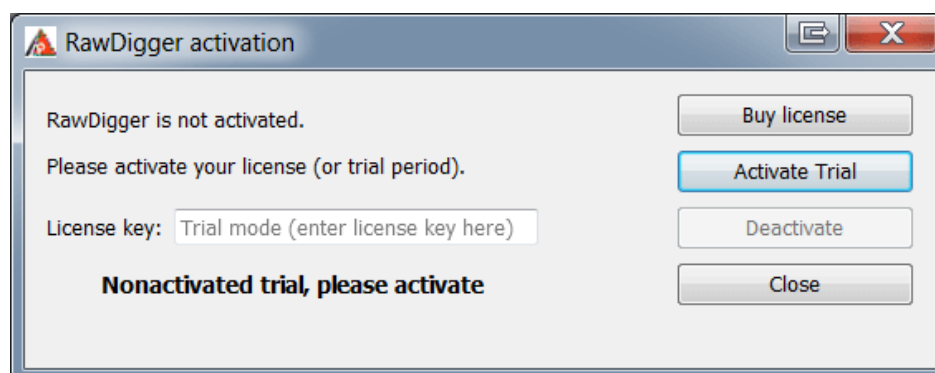 RawDigger activation
RawDigger is not activated.
Buy license
Please activate your license (or trial period).
Activate Trial
License key: Trial mode (enter license key here)
Deactivate
Nonactivated trial, please activate
Close